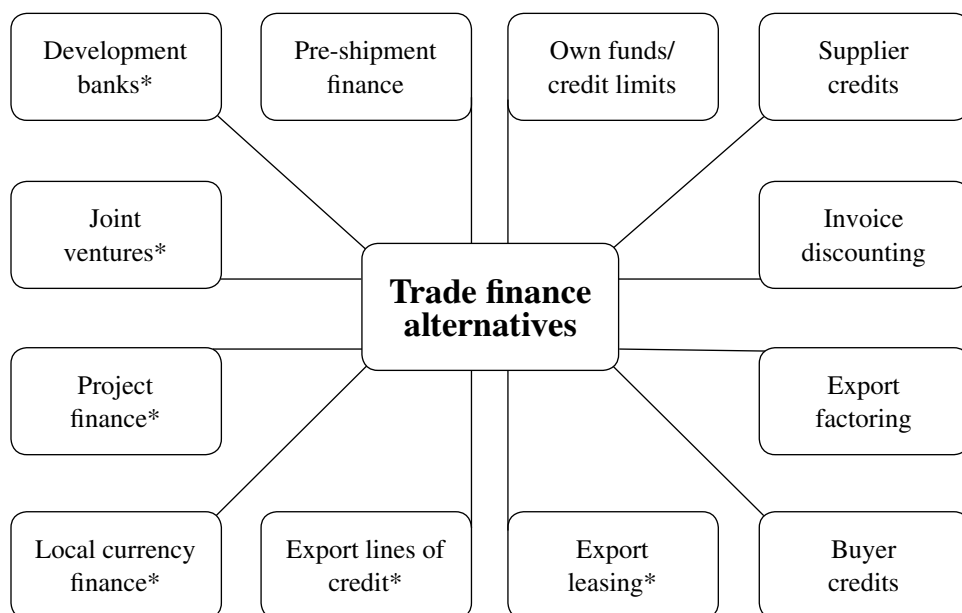 Development
banks*
Pre-shipment
finance
Own funds/
credit limits
Supplier
credits
Joint
ventures*
Invoice
discounting
Trade finance
alternatives
Project
finance*
Export
factoring
Local currency
finance*
Export lines of
credit*
Export
leasing*
Buyer
credits